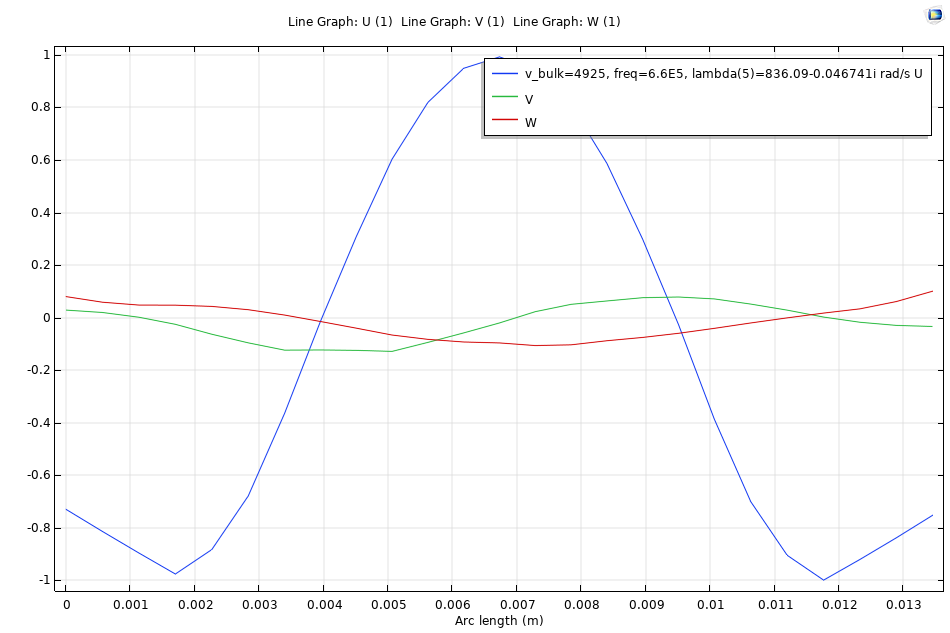 Line Graph: U (1)  Line Graph: V (1)  Line Graph: W (1)
v_bulk=4925, freq=6.6E5, lambda(5)=836.09-0.046741i rad/s U
V
W
1
0.8
0.6
0.4
0.2
0
-0.2
-0.4
-0.6
-0.8
-1
0 0.001 0.002 0.003 0.004 0.005 0.006 0.007 0.008 0.009 0.01 0.011 0.012 0.013
Arc length (m)